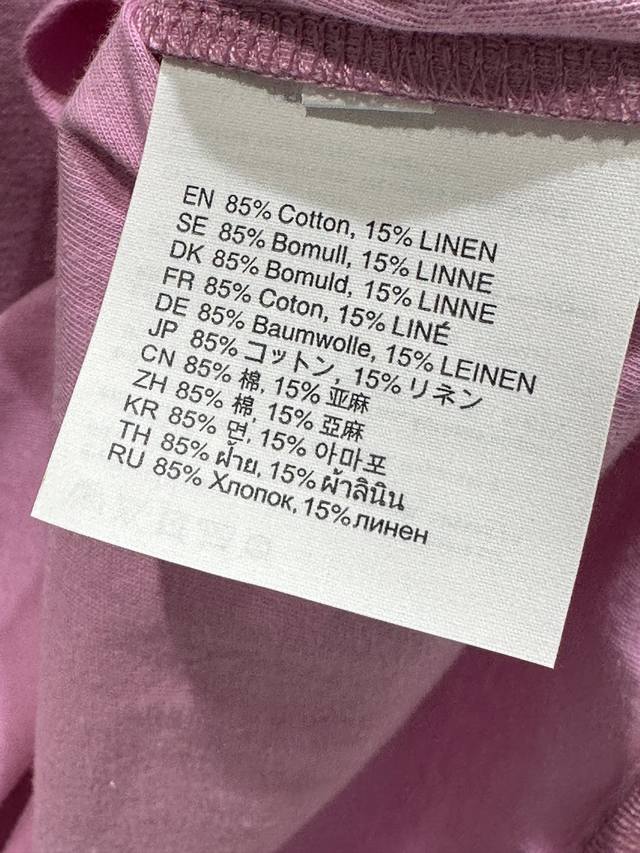 EN 85% Cotton, 15% LINEN
SE 85% Bomull, 15% LINNE
DK 85% Bomuld, 15% LINNE
FR 85% Coton, 15% LINÉ
DE 85% Baumwolle, 15% LEINEN
JP 85% コットン, 15% リネン
CN 85% 棉, 15% 亚麻
ZH 85% 棉, 15% 亞麻
KR 85% 면, 15% 아마포
TH 85% ฝ้าย, 15% ผ้าลินิน
RU 85% Хлопок, 15%линен